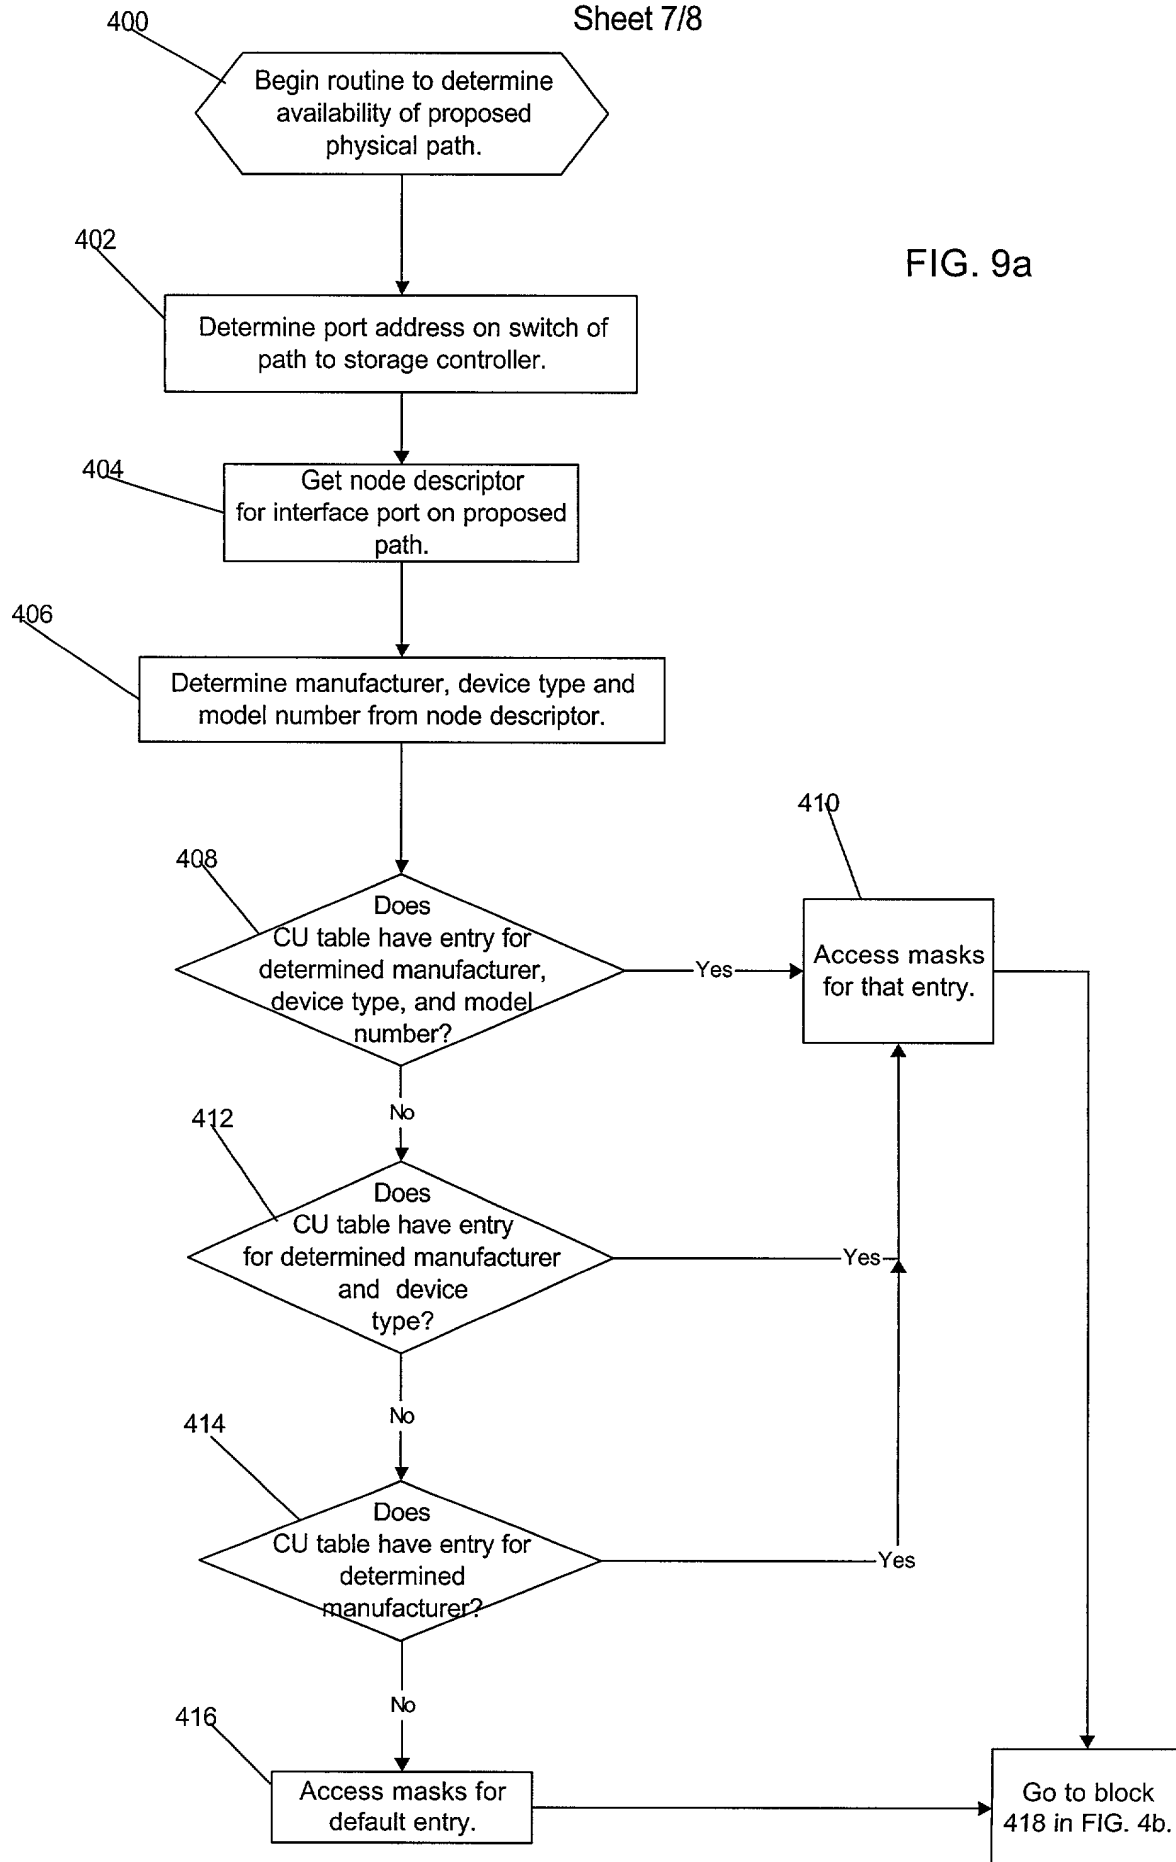 Sheet 7/8
400
Begin routine to determine
availability of proposed
physical path.
402
FIG. 9a
Determine port address on switch of
path to storage controller.
404
Get node descriptor
for interface port on proposed
path.
406
Determine manufacturer, device type and
model number from node descriptor.
408
Does
CU table have entry for
determined manufacturer,
device type, and model
number?
Yes
410
Access masks
for that entry.
No
412
Does
CU table have entry
for determined manufacturer
and device
type?
Yes
No
414
Does
CU table have entry for
determined
manufacturer?
Yes
No
416
Access masks for
default entry.
Go to block
418 in FIG. 4b.